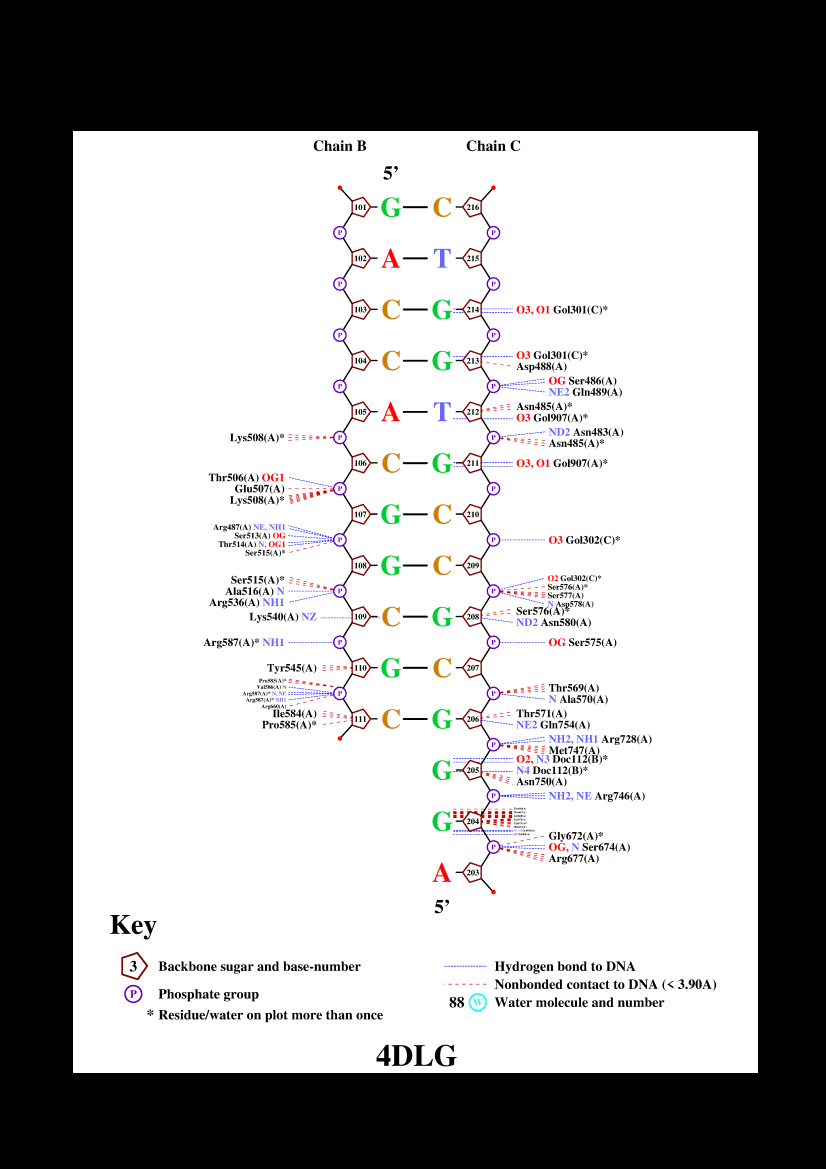 Chain B Chain C
5’
101 G C 216
P P
102 A T 215
P P
103 C G 214 O3, O1 Gol301(C)*
P P
O3 Gol301(C)*
104 C G 213 Asp488(A)
OG Ser486(A)
P P
NE2 Gln489(A)
Asn485(A)*
105 A T 212
O3 Gol907(A)*
ND2 Asn483(A)
Lys508(A)* P P
Asn485(A)*
106 C G 211 O3, O1 Gol907(A)*
Thr506(A) OG1
Glu507(A) P P
Lys508(A)*
107 G C 210
Arg487(A) NE, NH1
Ser513(A) OG
P P O3 Gol302(C)*
Thr514(A) N, OG1
Ser515(A)*
108 G C 209
O2 Gol302(C)*
Ser515(A)* Ser576(A)*
Ala516(A) N P P Ser577(A)
Arg536(A) NH1 N Asp578(A)
Ser576(A)*
Lys540(A) NZ 109 C G 208
ND2 Asn580(A)
Arg587(A)* NH1 P P OG Ser575(A)
Tyr545(A) 110 G C 207
Pro585(A)*
Val586(A) N Thr569(A)
Arg587(A)* N, NE P P
Arg587(A)* NH1 N Ala570(A)
Arg660(A)
Ile584(A) Thr571(A)
111 C G 206
Pro585(A)* NE2 Gln754(A)
NH2, NH1 Arg728(A)
P
Met747(A)
O2, N3 Doc112(B)*
G 205 N4 Doc112(B)*
Asn750(A)
P NH2, NE Arg746(A)
G 204
Gly672(A)*
P OG, N Ser674(A)
Arg677(A)
A 203
5’
Key
3 Backbone sugar and base-number
P Phosphate group
* Residue/water on plot more than once
Hydrogen bond to DNA
Nonbonded contact to DNA (< 3.90A)
88 W Water molecule and number
4DLG